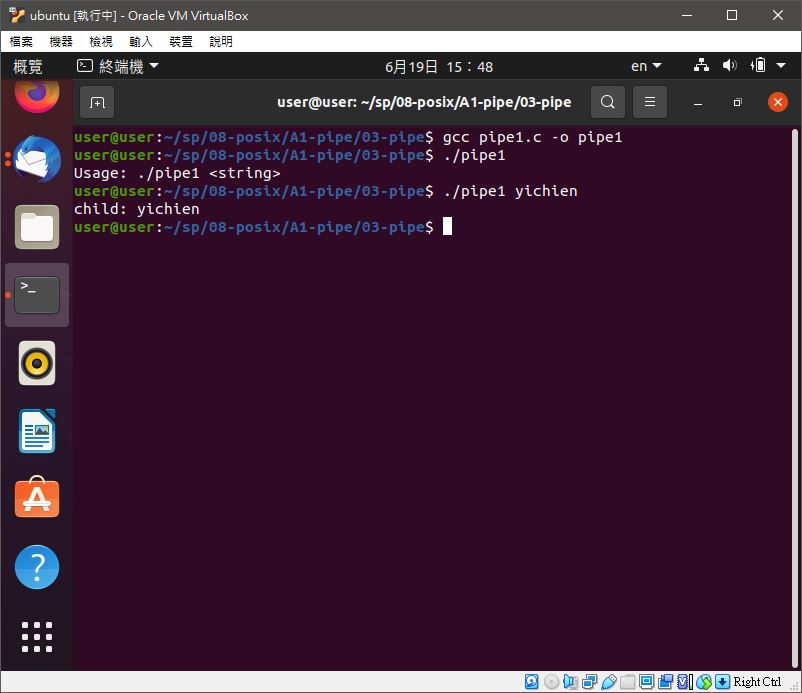 ubuntu [執行中] - Oracle VM VirtualBox
檔案 機器 檢視 輸入 裝置 說明
概覽 終端機 6月19日 15：48 en
user@user: ~/sp/08-posix/A1-pipe/03-pipe
user@user:~/sp/08-posix/A1-pipe/03-pipe$ gcc pipe1.c -o pipe1
user@user:~/sp/08-posix/A1-pipe/03-pipe$ ./pipe1
Usage: ./pipe1 <string>
user@user:~/sp/08-posix/A1-pipe/03-pipe$ ./pipe1 yichien
child: yichien
user@user:~/sp/08-posix/A1-pipe/03-pipe$
Right Ctrl